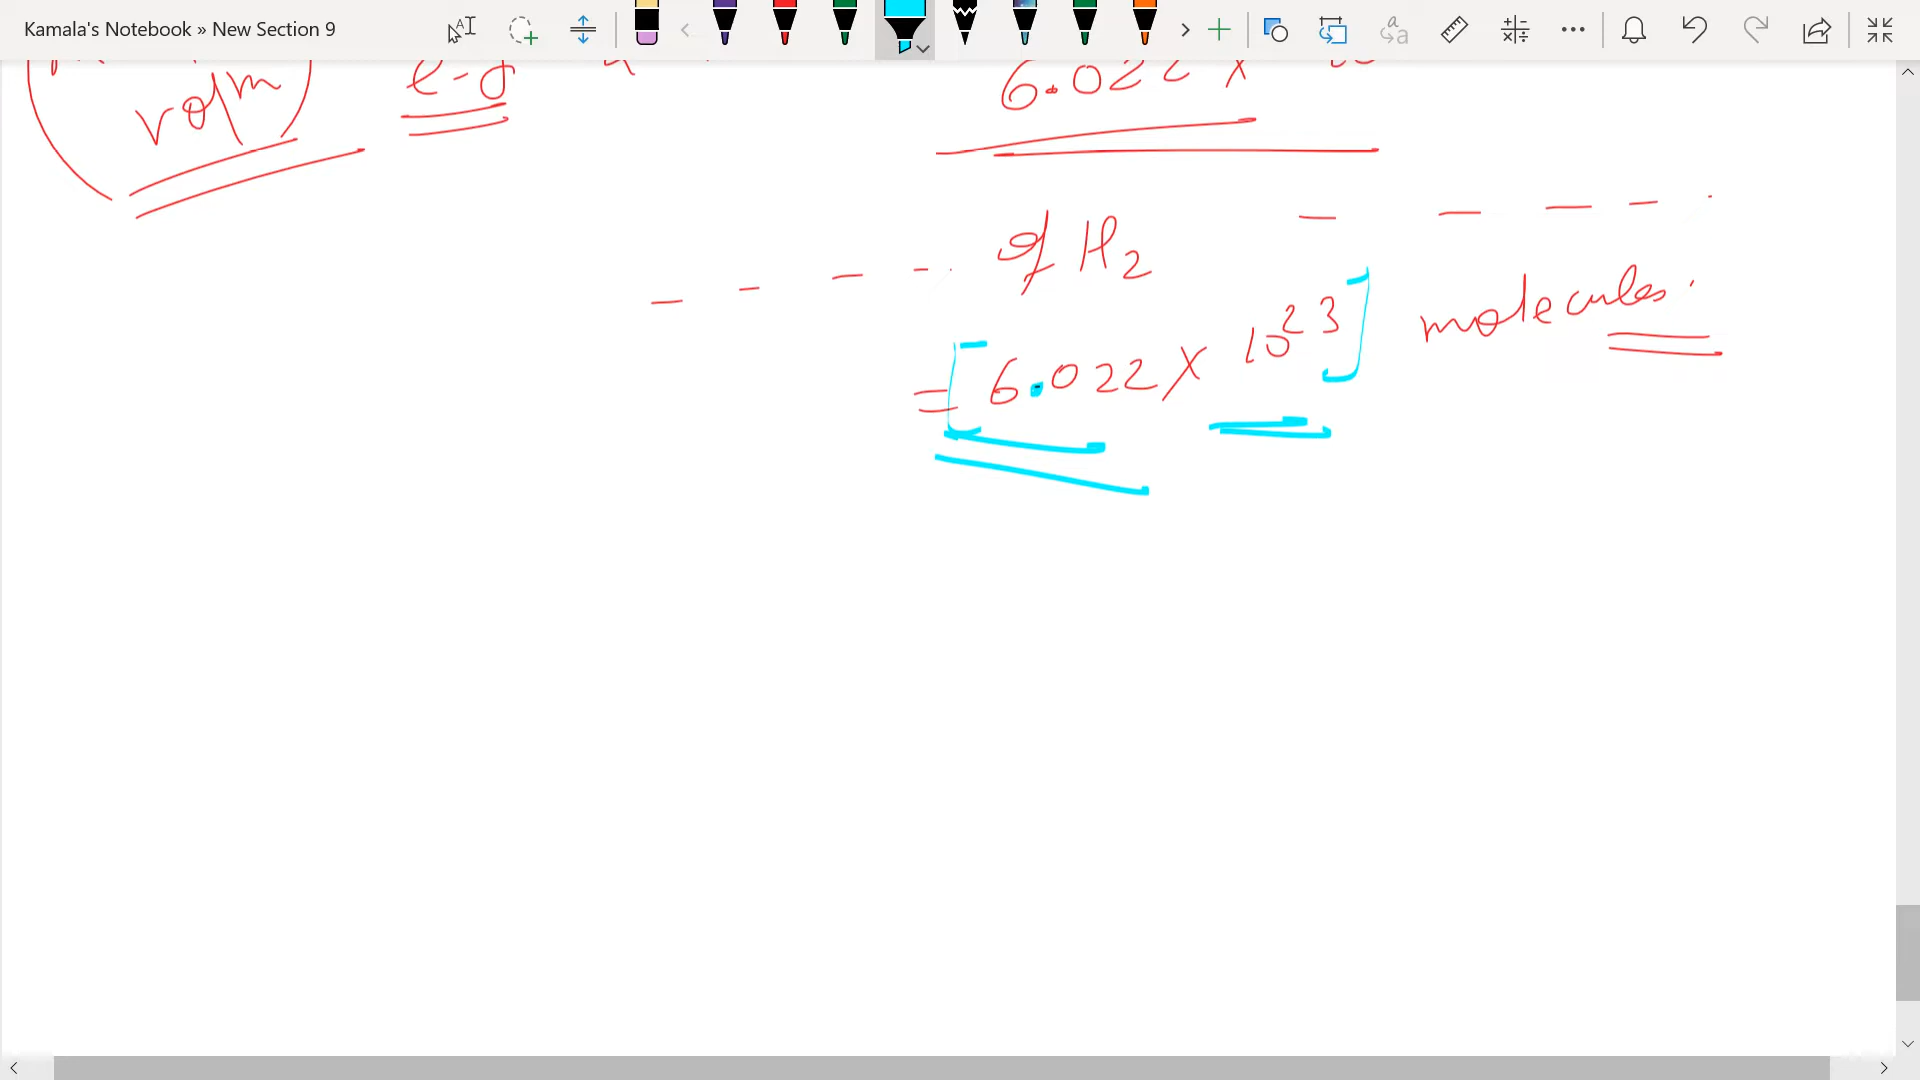 Kamala's Notebook » New Section 9
volm e-g
6.022 X
of H2
= [6.022 X 10^23] molecules.